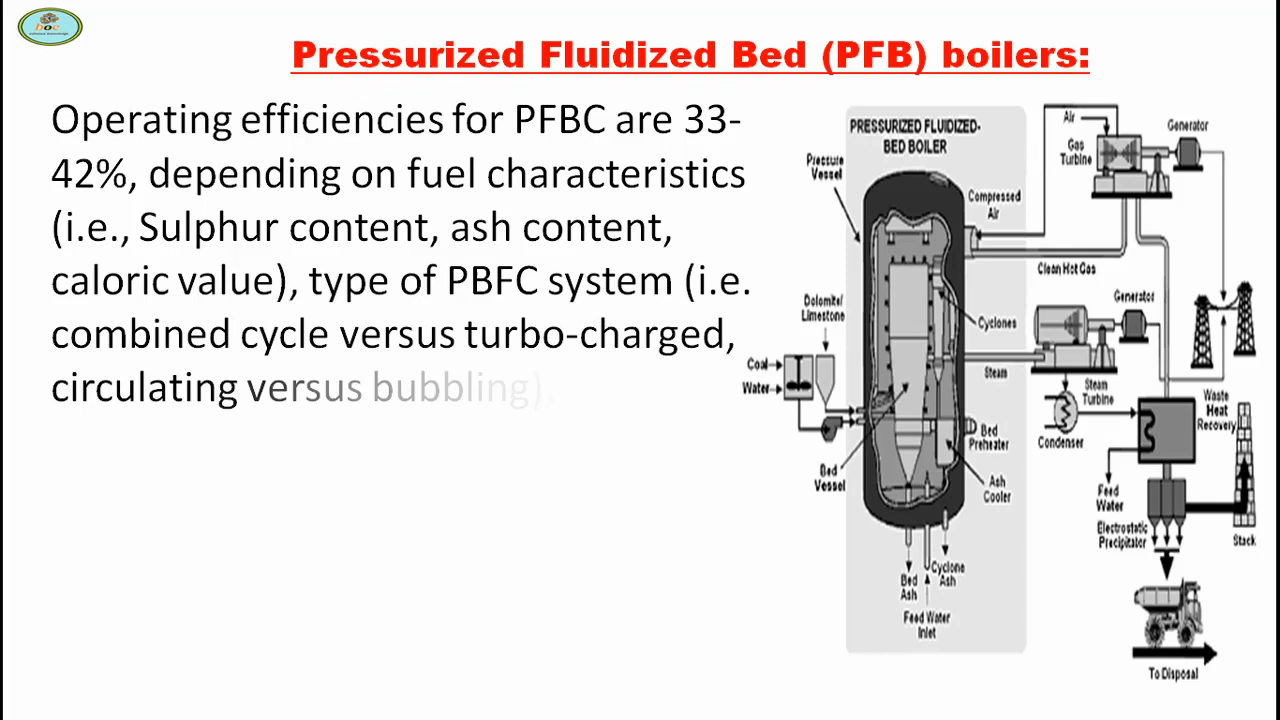 Pressurized Fluidized Bed (PFB) boilers:
Operating efficiencies for PFBC are 33-
42%, depending on fuel characteristics
(i.e., Sulphur content, ash content,
caloric value), type of PBFC system (i.e.
combined cycle versus turbo-charged,
circulating versus bubbling),
PRESSURIZED FLUIDIZED-
BED BOILER
Pressure
Vessel
Compressed
Air
Air
Gas
Turbine
Generator
Clean Hot Gas
Dolomite/
Limestone
Cyclones
Generator
Coal
Water
Steam
Steam
Turbine
Condenser
Waste
Heat
Recovery
Bed
Preheater
Bed
Vessel
Ash
Cooler
Feed
Water
Electrostatic
Precipitator
Stack
Bed
Ash
Cyclone
Ash
Feed Water
Inlet
To Disposal